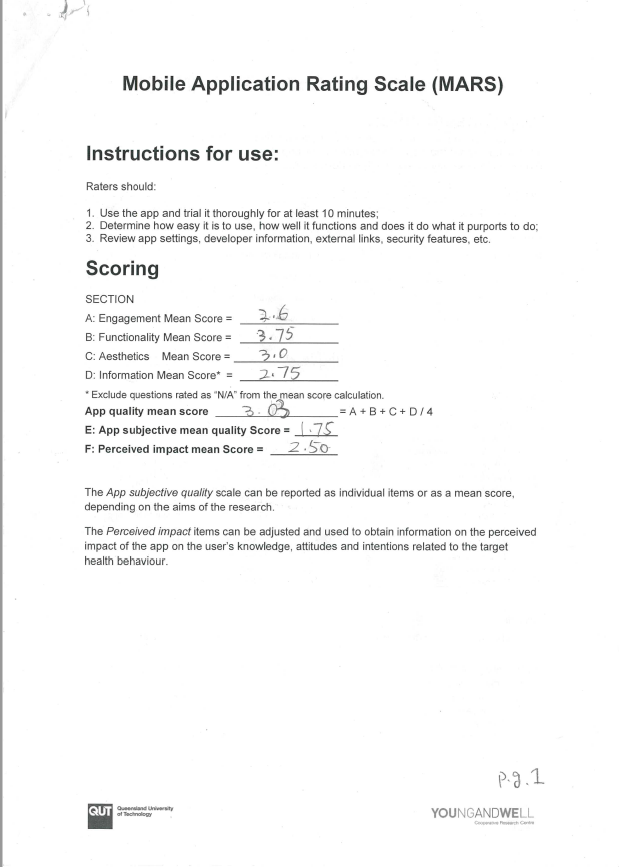 Mobile Application Rating Scale (MARS)
Instructions for use:
Raters should:
1. Use the app and trial it thoroughly for at least 10 minutes;
2. Determine how easy it is to use, how well it functions and does it do what it purports to do;
3. Review app settings, developer information, external links, security features, etc.
Scoring
SECTION
A: Engagement Mean Score = 2.6
B: Functionality Mean Score = 3.75
C: Aesthetics Mean Score = 3.0
D: Information Mean Score* = 2.75
* Exclude questions rated as “N/A” from the mean score calculation.
App quality mean score 3.03 = A + B + C + D / 4
E: App subjective mean quality Score = 1.75
F: Perceived impact mean Score = 2.50
The App subjective quality scale can be reported as individual items or as a mean score,
depending on the aims of the research.
The Perceived impact items can be adjusted and used to obtain information on the perceived
impact of the app on the user’s knowledge, attitudes and intentions related to the target
health behaviour.
p.g.1
QUT Queensland University
of Technology
YOUNGANDWELL
Cooperative Research Centre